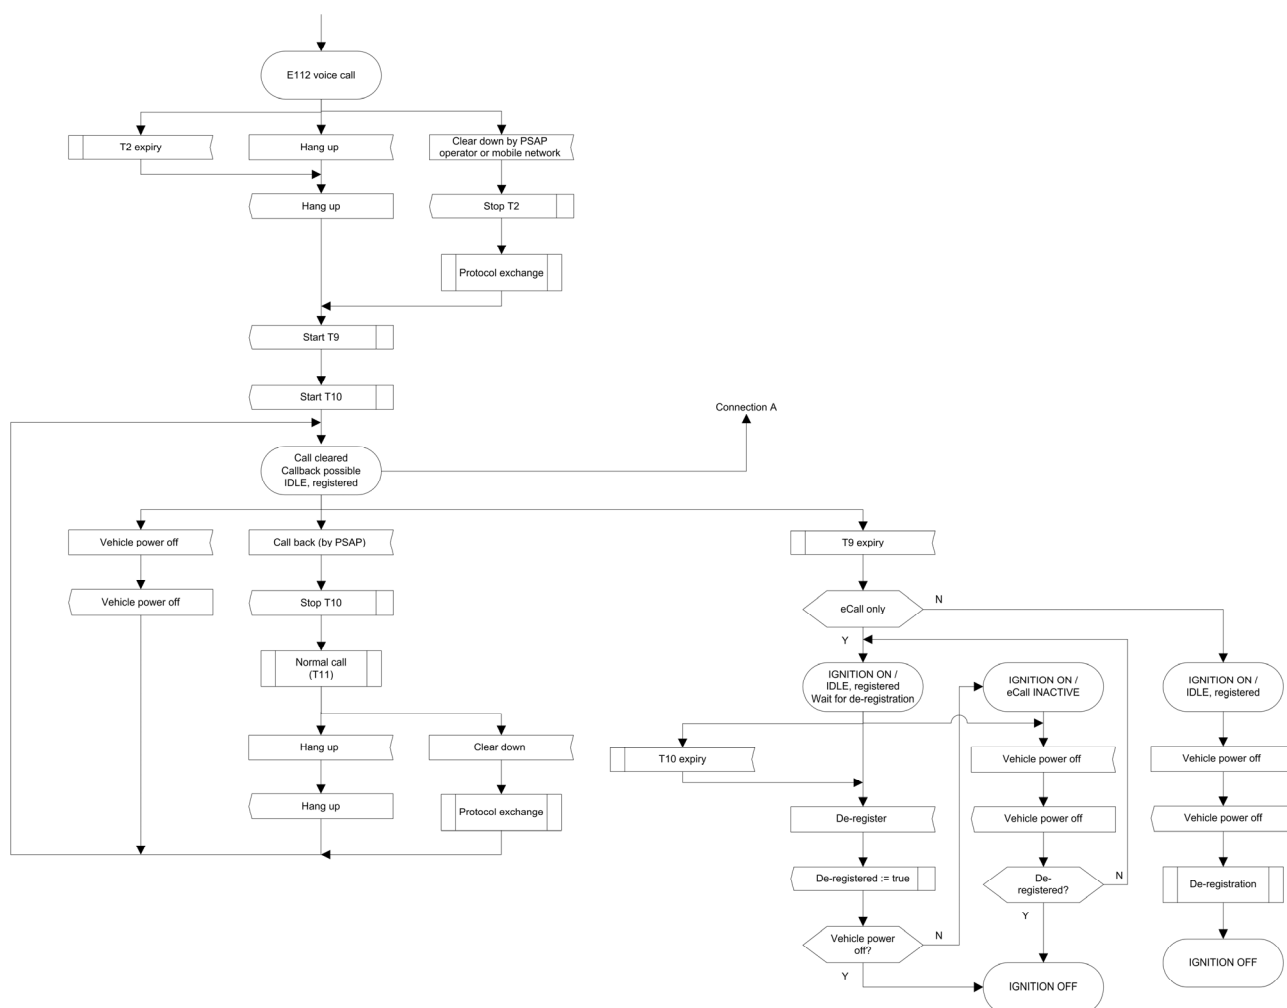 E112 voice call
T2 expiry
Hang up
Clear down by PSAP
operator or mobile network
Hang up
Stop T2
Protocol exchange
Start T9
Start T10
Connection A
Call cleared
Callback possible
IDLE, registered
Vehicle power off
Call back (by PSAP)
T9 expiry
Vehicle power off
Stop T10
eCall only
N
Y
Normal call
(T11)
IGNITION ON /
IDLE, registered
Wait for de-registration
IGNITION ON /
eCall INACTIVE
IGNITION ON /
IDLE, registered
Hang up
Clear down
T10 expiry
Vehicle power off
Vehicle power off
Hang up
Protocol exchange
De-register
Vehicle power off
Vehicle power off
De-registered := true
De-
registered?
N
De-registration
Y
Vehicle power
off?
N
Y
IGNITION OFF
IGNITION OFF